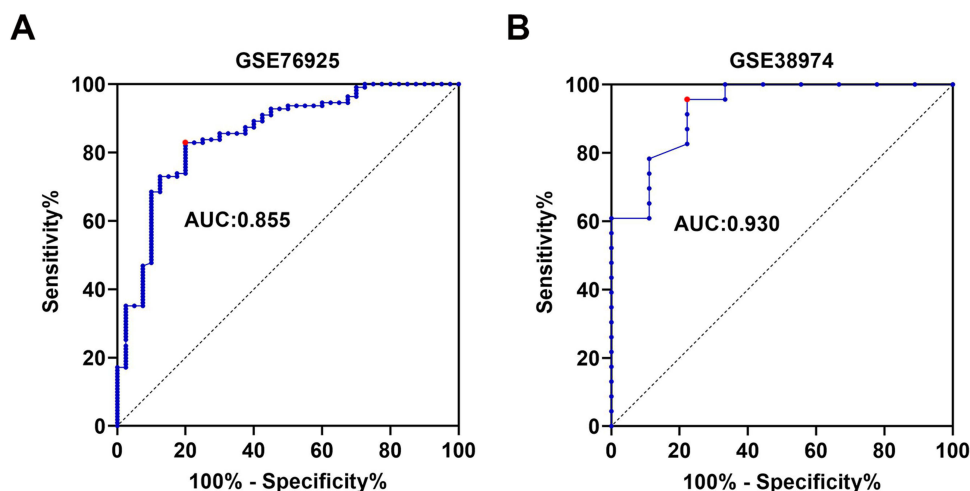 A
GSE76925
100
80
60
40
20
0
Sensitivity%
AUC:0.855
0 20 40 60 80 100
100% - Specificity%
B
GSE38974
100
80
60
40
20
0
Sensitivity%
AUC:0.930
0 20 40 60 80 100
100% - Specificity%